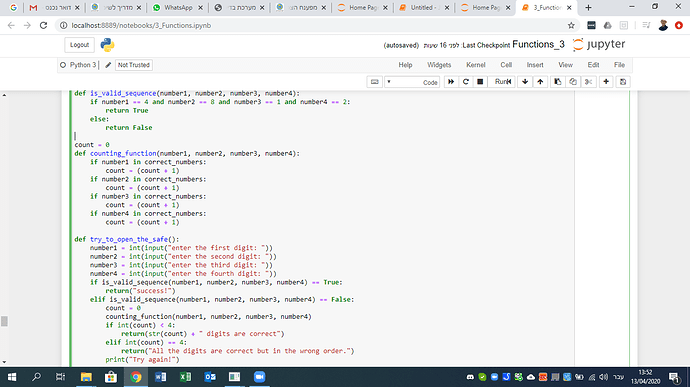 דואר נכנס
מדריך לשי
WhatsApp
מערכת בדי
מפענח הצ
Home Page
Untitled -
Home Page
3_Function
localhost:8889/notebooks/3_Functions.ipynb
Logout
(autosaved) לפני 16 שעות Last Checkpoint: Functions_3 jupyter
Python 3 Not Trusted Help Widgets Kernel Cell Insert View Edit File
Code Run
def is_valid_sequence(number1, number2, number3, number4):
    if number1 == 4 and number2 == 8 and number3 == 1 and number4 == 2:
        return True
    else:
        return False

count = 0
def counting_function(number1, number2, number3, number4):
    if number1 in correct_numbers:
        count = (count + 1)
    if number2 in correct_numbers:
        count = (count + 1)
    if number3 in correct_numbers:
        count = (count + 1)
    if number4 in correct_numbers:
        count = (count + 1)

def try_to_open_the_safe():
    number1 = int(input("enter the first digit: "))
    number2 = int(input("enter the second digit: "))
    number3 = int(input("enter the third digit: "))
    number4 = int(input("enter the fourth digit: "))
    if is_valid_sequence(number1, number2, number3, number4) == True:
        return("success!")
    elif is_valid_sequence(number1, number2, number3, number4) == False:
        count = 0
        counting_function(number1, number2, number3, number4)
        if int(count) < 4:
            return(str(count) + " digits are correct")
        elif int(count) == 4:
            return("All the digits are correct but in the wrong order.")
        print("Try again!")
עבר
13:52
13/04/2020